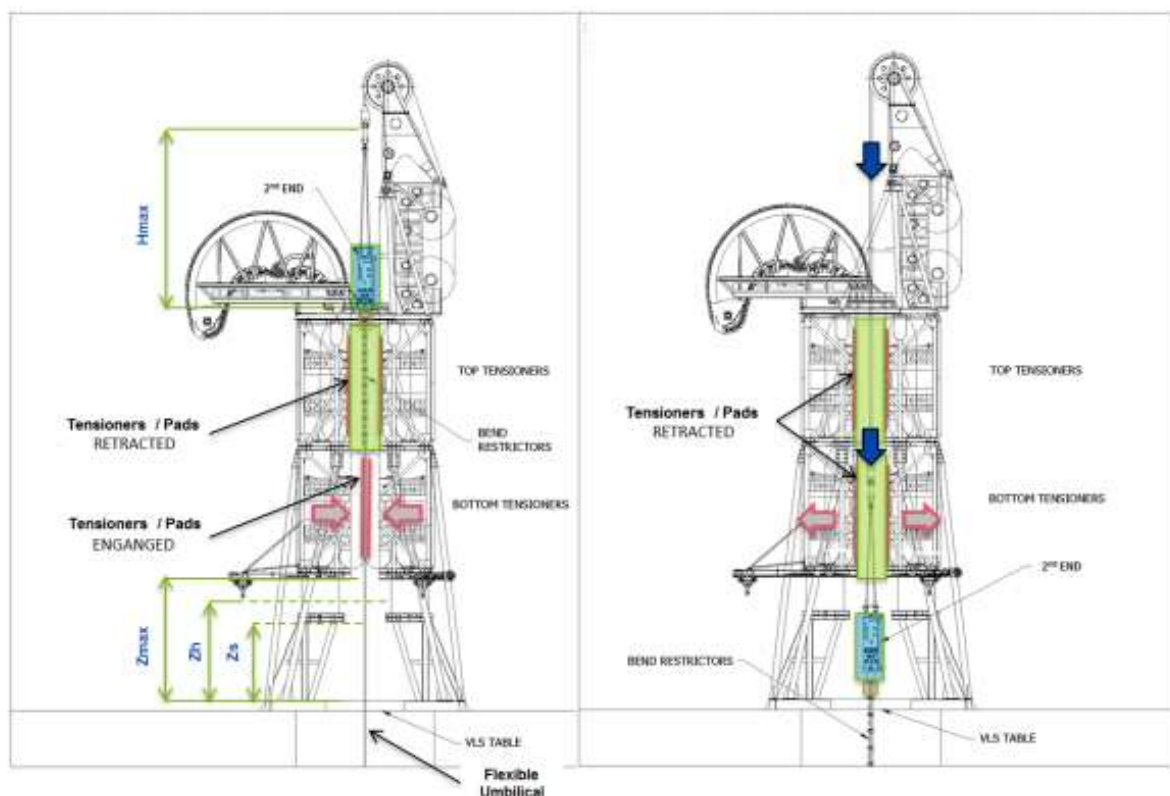 2ND END
Hmax
TOP TENSIONERS
Tensioners / Pads
RETRACTED
BEND
RESTRICTORS
BOTTOM TENSIONERS
Tensioners / Pads
ENGANGED
Zmax
Zh
Zs
VLS TABLE
Flexible
Umbilical
TOP TENSIONERS
Tensioners / Pads
RETRACTED
BOTTOM TENSIONERS
2ND END
BEND RESTRICTORS
VLS TABLE